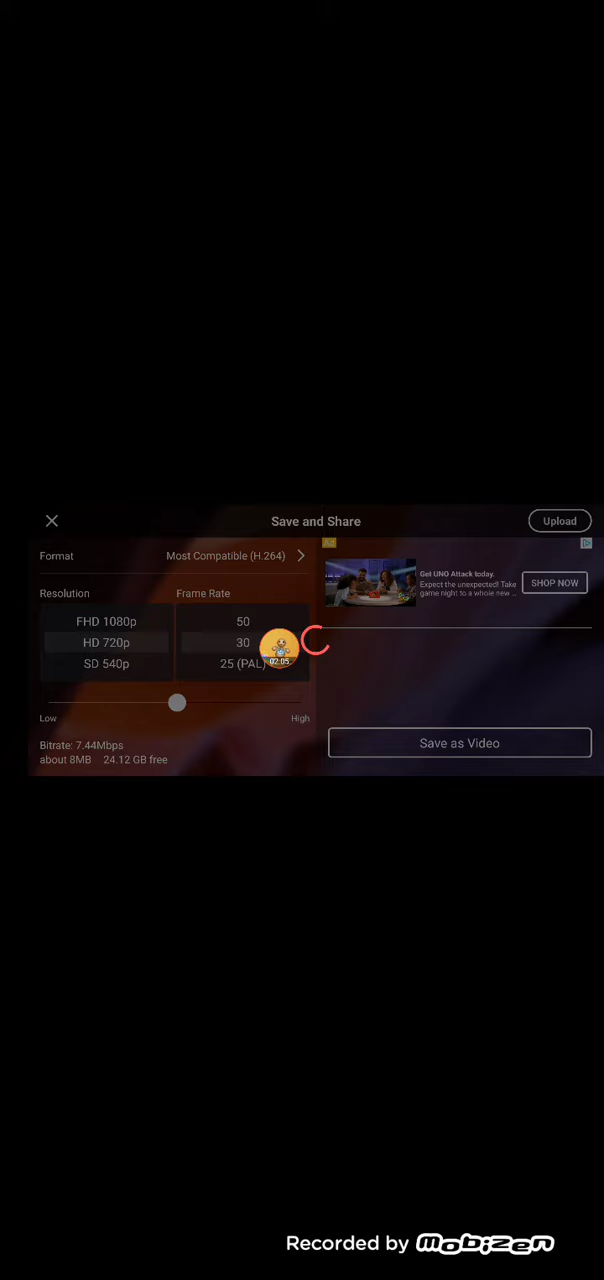 Save and Share
Upload
Format
Most Compatible (H.264)
Ad
Resolution
Frame Rate
FHD 1080p
HD 720p
SD 540p
50
30
25 (PAL)
02:05
Get UNO Attack today.
Expect the unexpected! Take
game night to a whole new ...
SHOP NOW
Low
High
Bitrate: 7.44Mbps
about 8MB 24.12 GB free
Save as Video
Recorded by mobizen